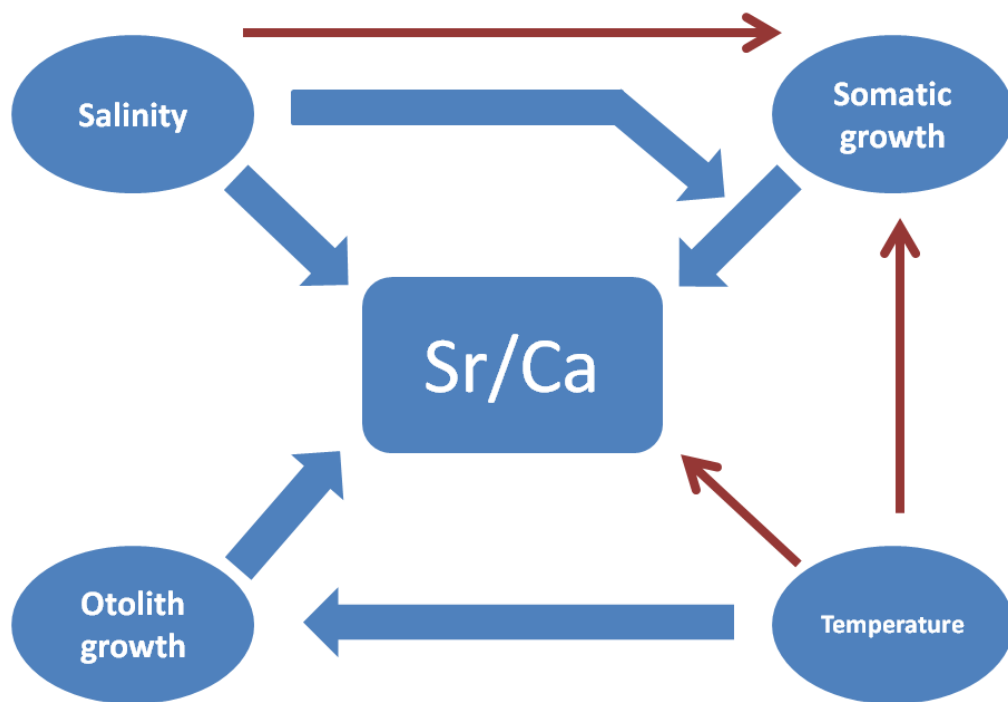 Salinity
Somatic
growth
Sr/Ca
Otolith
growth
Temperature